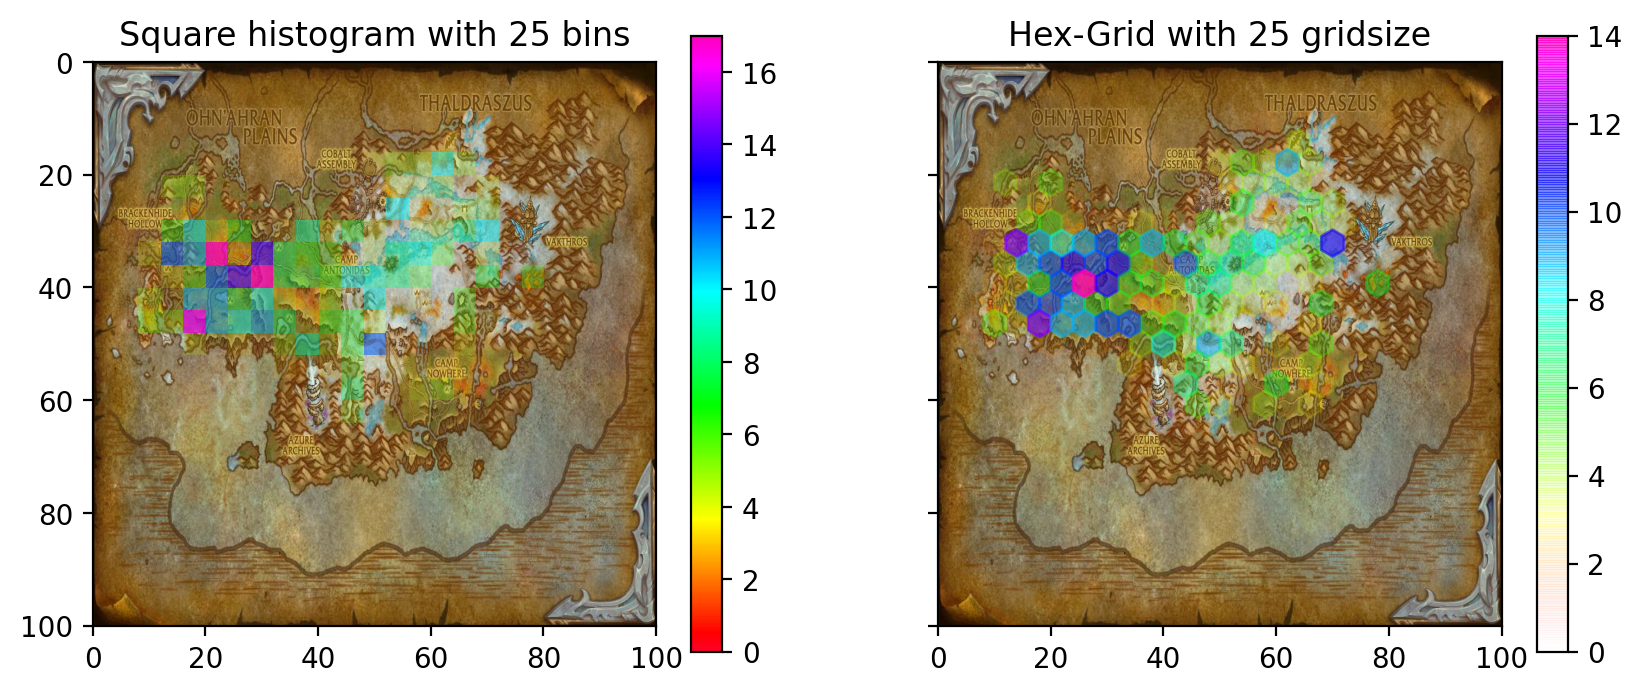 Square histogram with 25 bins
0
20
40
60
80
100
0
20
40
60
80
100
OHN'AHRAN
PLAINS
THALDRASZUS
COBALT
ASSEMBLY
BRACKENHIDE
HOLLOW
VAKTHROS
CAMP
ANTONIDAS
CAMP
NOWHERE
AZURE
ARCHIVES
16
14
12
10
8
6
4
2
0
Hex-Grid with 25 gridsize
OHN'AHRAN
PLAINS
THALDRASZUS
COBALT
ASSEMBLY
BRACKENHIDE
HOLLOW
VAKTHROS
CAMP
ANTONIDAS
CAMP
NOWHERE
AZURE
ARCHIVES
0
20
40
60
80
100
14
12
10
8
6
4
2
0